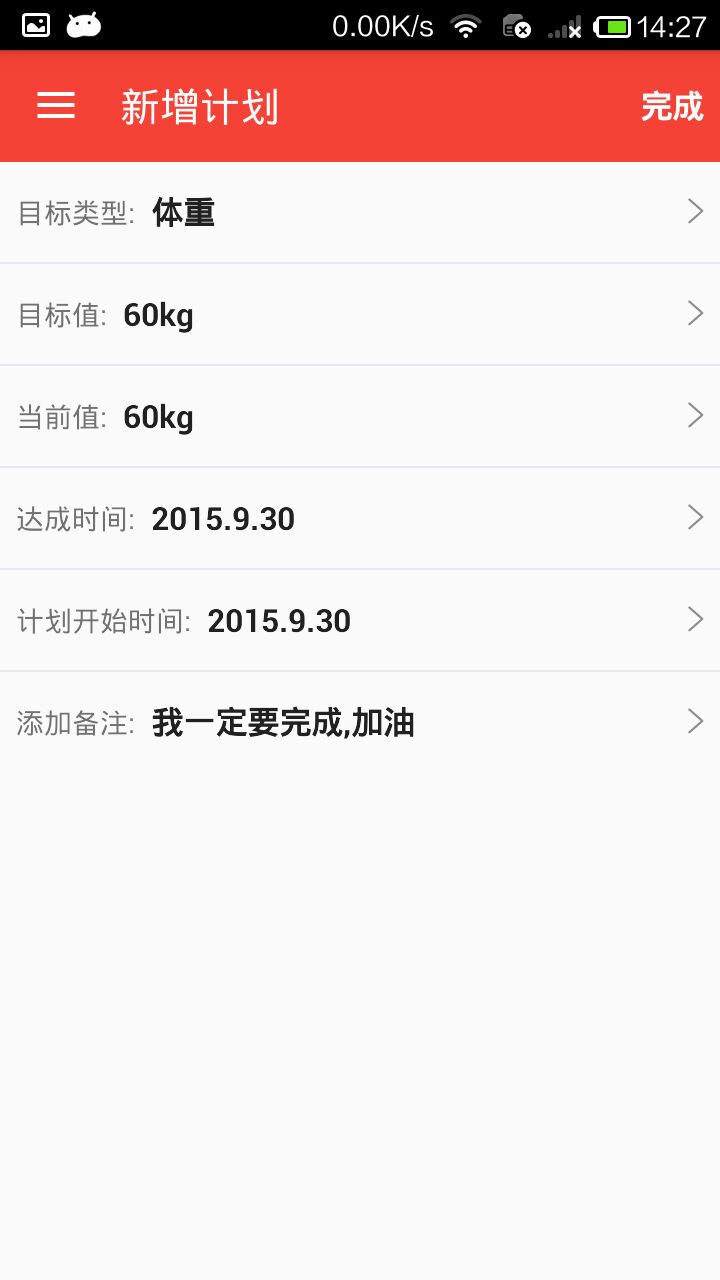 0.00K/s 14:27
新增计划 完成
目标类型: 体重
目标值: 60kg
当前值: 60kg
达成时间: 2015.9.30
计划开始时间: 2015.9.30
添加备注: 我一定要完成,加油